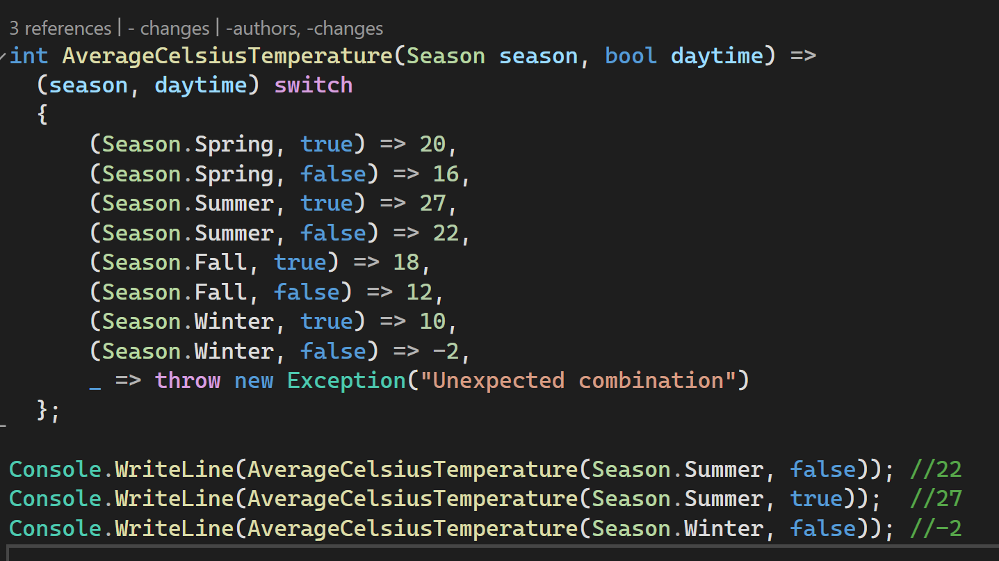 3 references | - changes | -authors, -changes
int AverageCelsiusTemperature(Season season, bool daytime) =>
  (season, daytime) switch
  {
      (Season.Spring, true) => 20,
      (Season.Spring, false) => 16,
      (Season.Summer, true) => 27,
      (Season.Summer, false) => 22,
      (Season.Fall, true) => 18,
      (Season.Fall, false) => 12,
      (Season.Winter, true) => 10,
      (Season.Winter, false) => -2,
      _ => throw new Exception("Unexpected combination")
  };
Console.WriteLine(AverageCelsiusTemperature(Season.Summer, false)); //22
Console.WriteLine(AverageCelsiusTemperature(Season.Summer, true));  //27
Console.WriteLine(AverageCelsiusTemperature(Season.Winter, false)); //-2